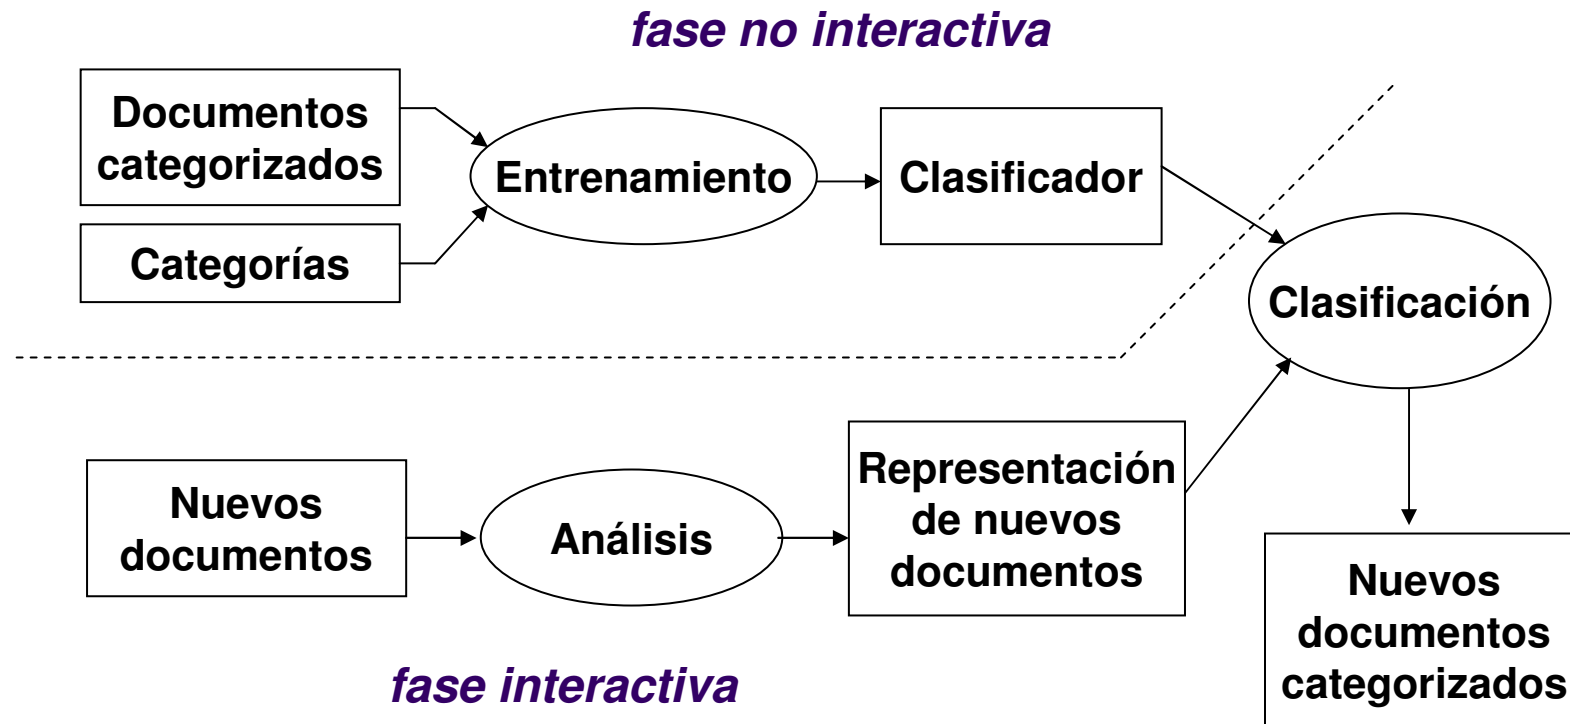 fase no interactiva
Documentos
categorizados
Categorías
Entrenamiento
Clasificador
Clasificación
Nuevos
documentos
Análisis
Representación
de nuevos
documentos
Nuevos
documentos
categorizados
fase interactiva